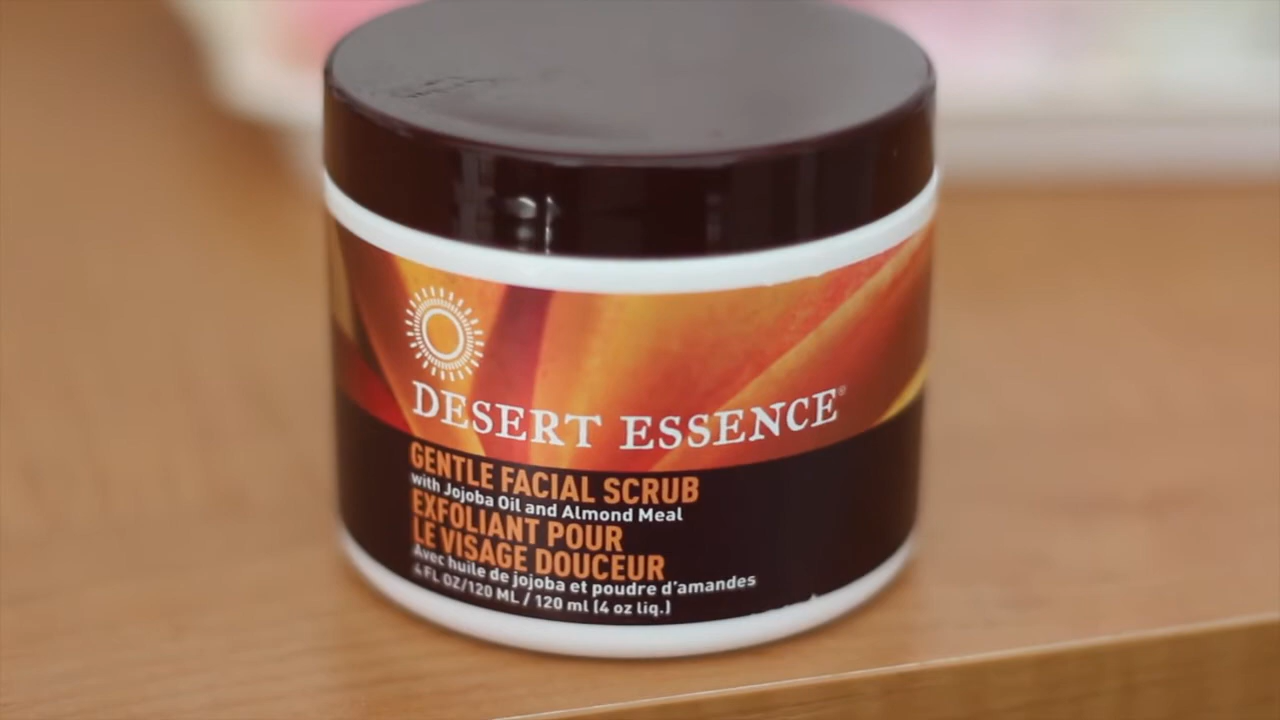 DESERT ESSENCE®
GENTLE FACIAL SCRUB
with Jojoba Oil and Almond Meal
EXFOLIANT POUR
LE VISAGE DOUCEUR
Avec huile de jojoba et poudre d'amandes
4 FL OZ/120 ML / 120 ml (4 oz liq.)